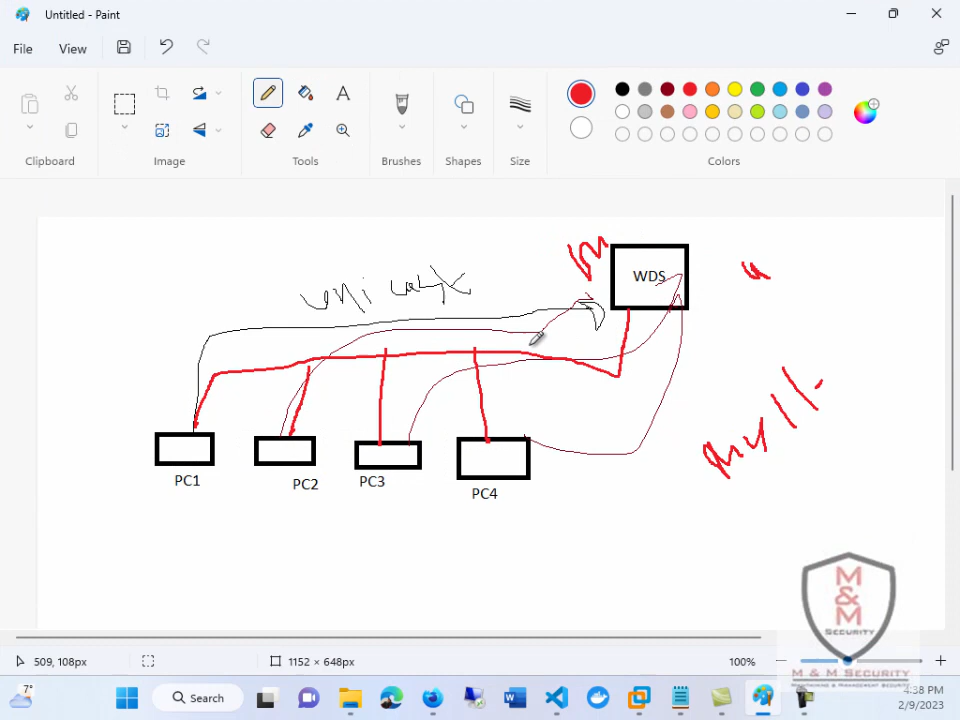 Untitled - Paint
File
View
Clipboard
Image
Tools
Brushes
Shapes
Size
Colors
WDS
PC1
PC2
PC3
PC4
M
&
M
SECURITY
M & M SECURITY
509, 108px
1152 × 648px
100%
7°
Search
4:38 PM
2/9/2023